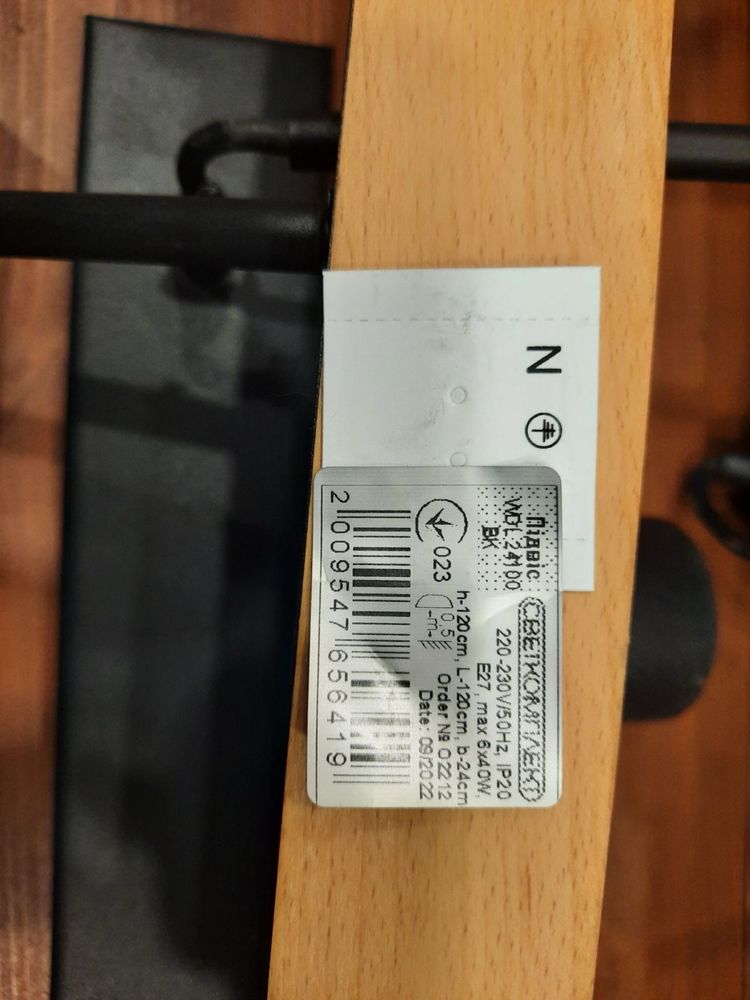 N
Підвіс
WDL 24100
BK
СВЕТКОМПЛЕКТ
220-230V/50Hz, IP20
E27, max 6x40W,
h-120cm, L-120cm, b-24cm
023
0,5
-m-
Order № O2212
Date: 09/2022
2 009547 656419